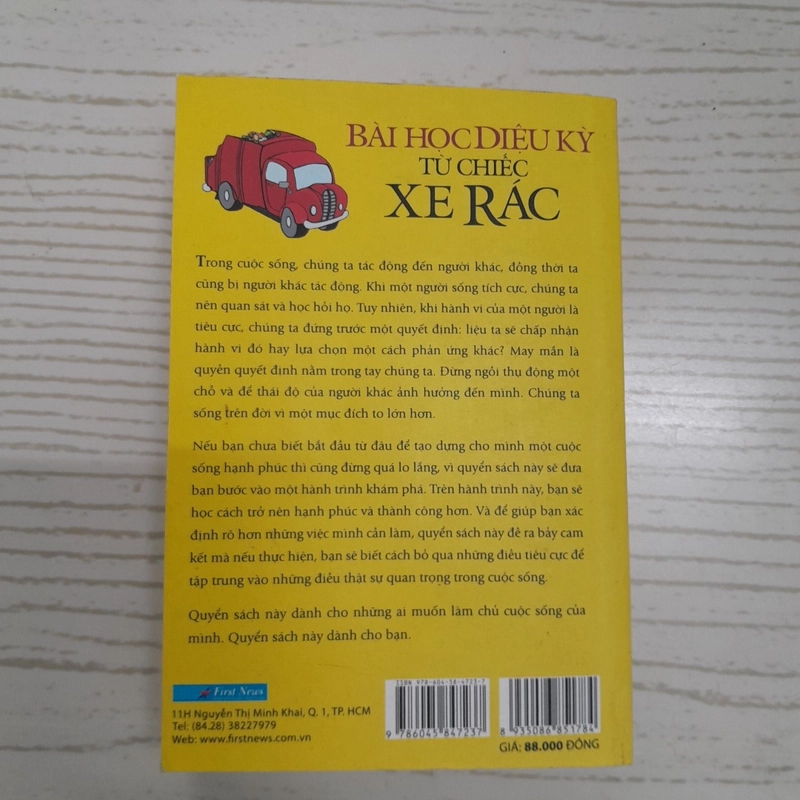 BÀI HỌC DIỆU KỲ
TỪ CHIẾC
XE RÁC
Trong cuộc sống, chúng ta tác động đến người khác, đồng thời ta
cũng bị người khác tác động. Khi một người sống tích cực, chúng ta
nên quan sát và học hỏi họ. Tuy nhiên, khi hành vi của một người là
tiêu cực, chúng ta đứng trước một quyết định: liệu ta sẽ chấp nhận
hành vi đó hay lựa chọn một cách phản ứng khác? May mắn là
quyền quyết định nằm trong tay chúng ta. Đừng ngồi thụ động một
chỗ và để thái độ của người khác ảnh hưởng đến mình. Chúng ta
sống trên đời vì một mục đích to lớn hơn.
Nếu bạn chưa biết bắt đầu từ đâu để tạo dựng cho mình một cuộc
sống hạnh phúc thì cũng đừng quá lo lắng, vì quyển sách này sẽ đưa
bạn bước vào một hành trình khám phá. Trên hành trình này, bạn sẽ
học cách trở nên hạnh phúc và thành công hơn. Và để giúp bạn xác
định rõ hơn những việc mình cần làm, quyển sách này đề ra bảy cam
kết mà nếu thực hiện, bạn sẽ biết cách bỏ qua những điều tiêu cực để
tập trung vào những điều thật sự quan trọng trong cuộc sống.
Quyển sách này dành cho những ai muốn làm chủ cuộc sống của
mình. Quyển sách này dành cho bạn.
First News
11H Nguyễn Thị Minh Khai, Q. 1, TP. HCM
Tel: (84.28) 38227979
Web: www.firstnews.com.vn
ISBN 978-604-58-4723-7
9 786045 847237
8 935086 851784
GIÁ: 88.000 ĐỒNG